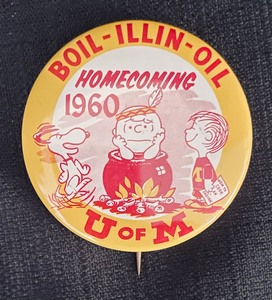 BOIL-ILLIN-OIL
HOMECOMING
1960
U OF M